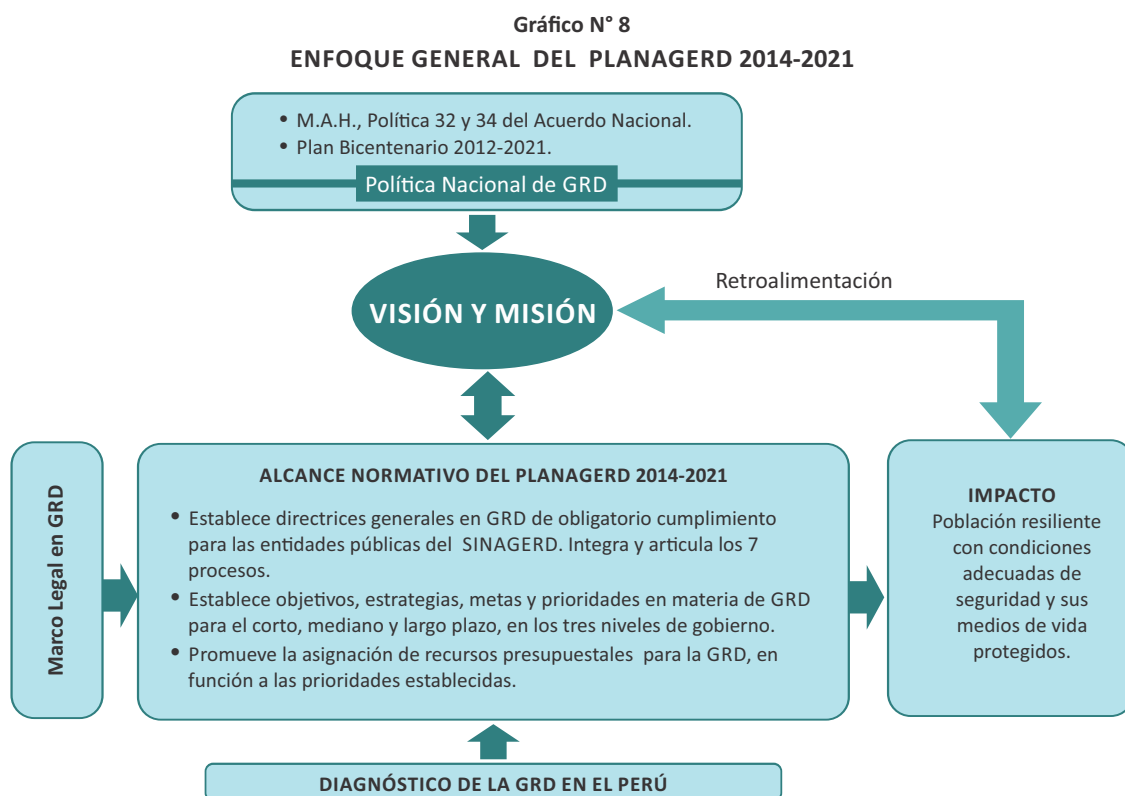 Gráfico N° 8
ENFOQUE GENERAL DEL PLANAGERD 2014-2021
• M.A.H., Política 32 y 34 del Acuerdo Nacional.
• Plan Bicentenario 2012-2021.
Política Nacional de GRD
VISIÓN Y MISIÓN
Retroalimentación
Marco Legal en GRD
ALCANCE NORMATIVO DEL PLANAGERD 2014-2021
• Establece directrices generales en GRD de obligatorio cumplimiento
para las entidades públicas del SINAGERD. Integra y articula los 7
procesos.
• Establece objetivos, estrategias, metas y prioridades en materia de GRD
para el corto, mediano y largo plazo, en los tres niveles de gobierno.
• Promueve la asignación de recursos presupuestales para la GRD, en
función a las prioridades establecidas.
IMPACTO
Población resiliente
con condiciones
adecuadas de
seguridad y sus
medios de vida
protegidos.
DIAGNÓSTICO DE LA GRD EN EL PERÚ